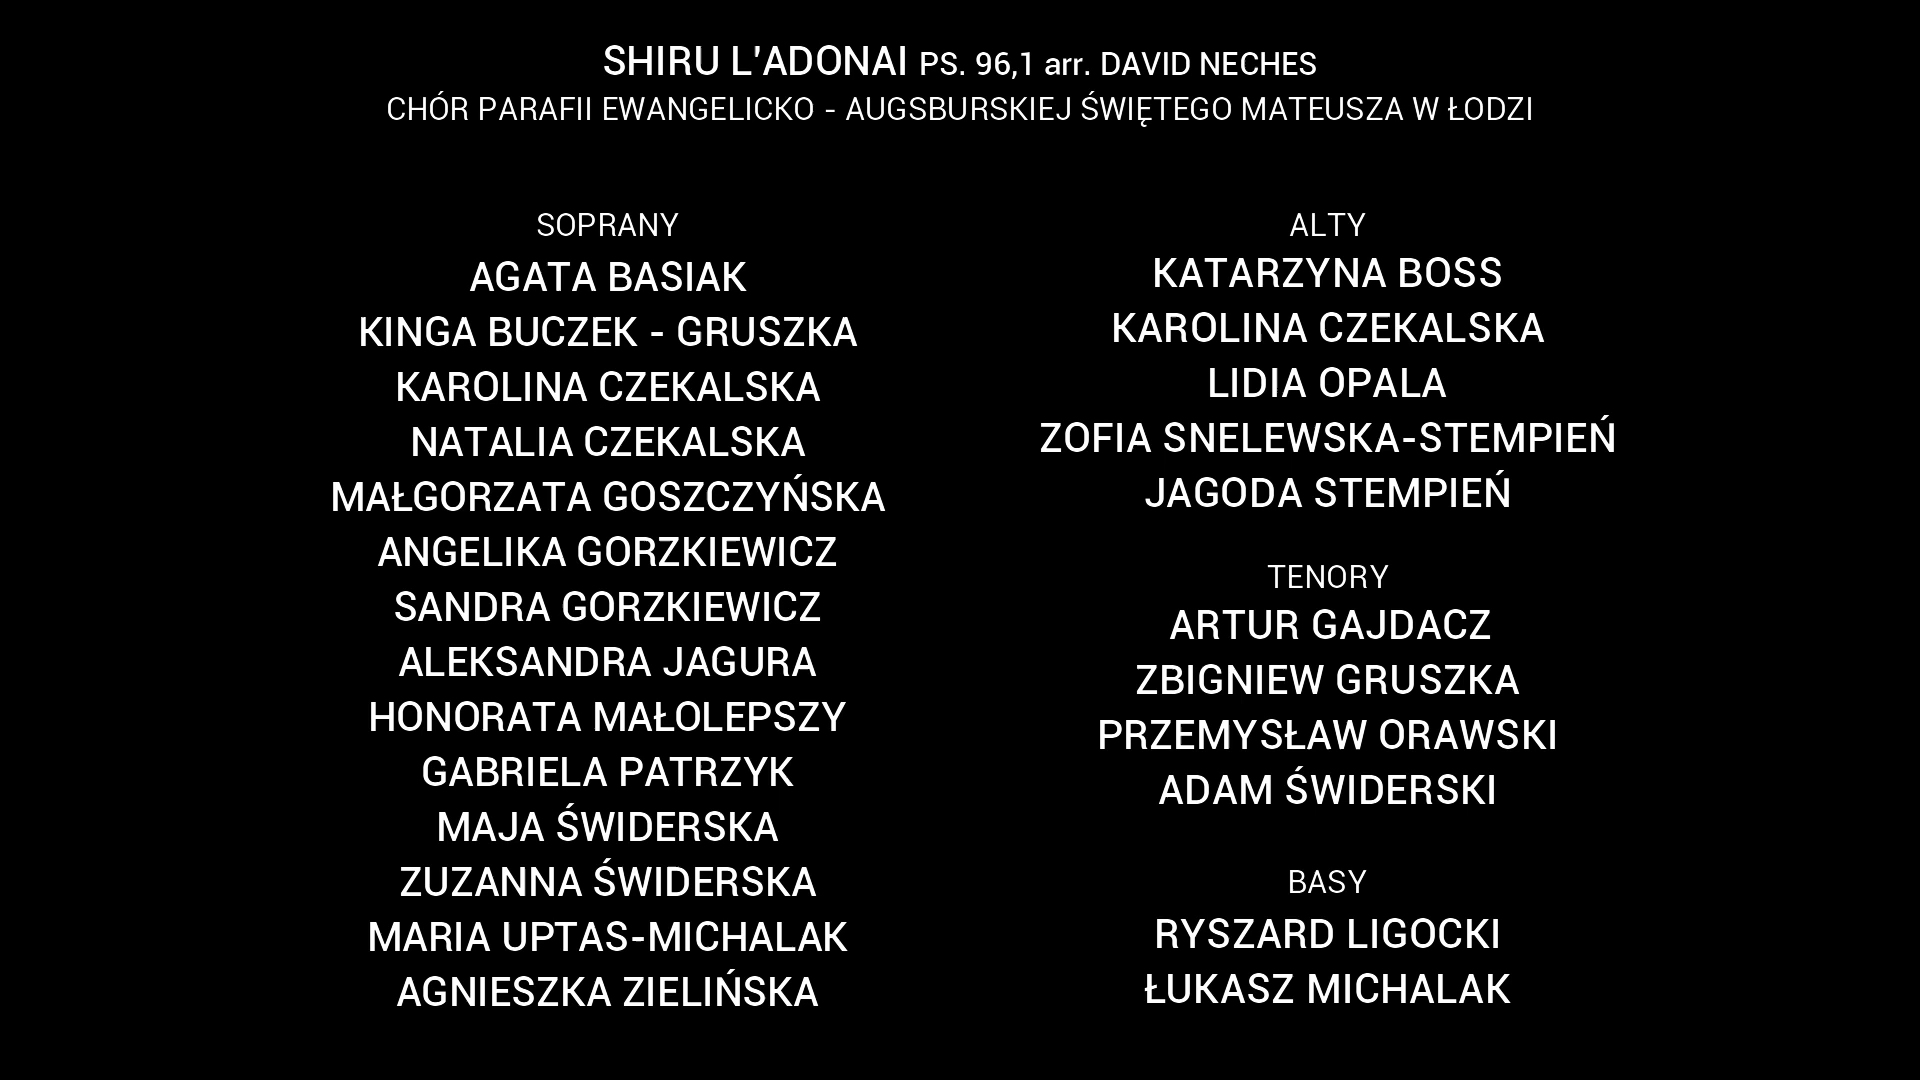 SHIRU L'ADONAI PS. 96,1 arr. DAVID NECHES
CHÓR PARAFII EWANGELICKO - AUGSBURSKIEJ ŚWIĘTEGO MATEUSZA W ŁODZI
SOPRANY
AGATA BASIAK
KINGA BUCZEK - GRUSZKA
KAROLINA CZEKALSKA
NATALIA CZEKALSKA
MAŁGORZATA GOSZCZYŃSKA
ANGELIKA GORZKIEWICZ
SANDRA GORZKIEWICZ
ALEKSANDRA JAGURA
HONORATA MAŁOLEPSZY
GABRIELA PATRZYK
MAJA ŚWIDERSKA
ZUZANNA ŚWIDERSKA
MARIA UPTAS-MICHALAK
AGNIESZKA ZIELIŃSKA
ALTY
KATARZYNA BOSS
KAROLINA CZEKALSKA
LIDIA OPALA
ZOFIA SNELEWSKA-STEMPIEŃ
JAGODA STEMPIEŃ
TENORY
ARTUR GAJDACZ
ZBIGNIEW GRUSZKA
PRZEMYSŁAW ORAWSKI
ADAM ŚWIDERSKI
BASY
RYSZARD LIGOCKI
ŁUKASZ MICHALAK